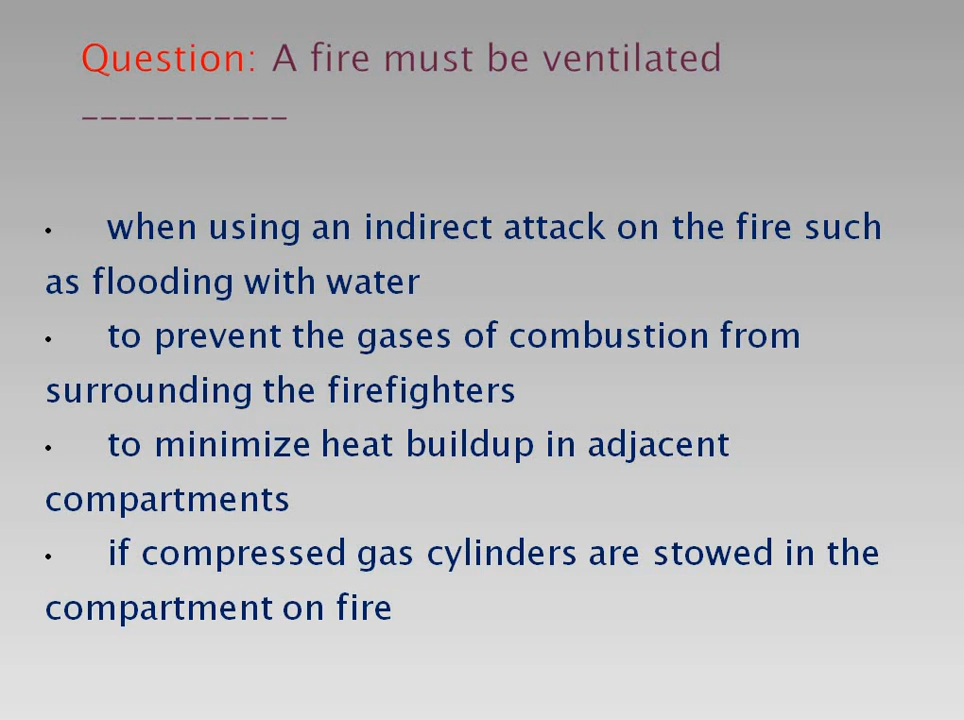 Question: A fire must be ventilated
___________
• when using an indirect attack on the fire such
as flooding with water
• to prevent the gases of combustion from
surrounding the firefighters
• to minimize heat buildup in adjacent
compartments
• if compressed gas cylinders are stowed in the
compartment on fire